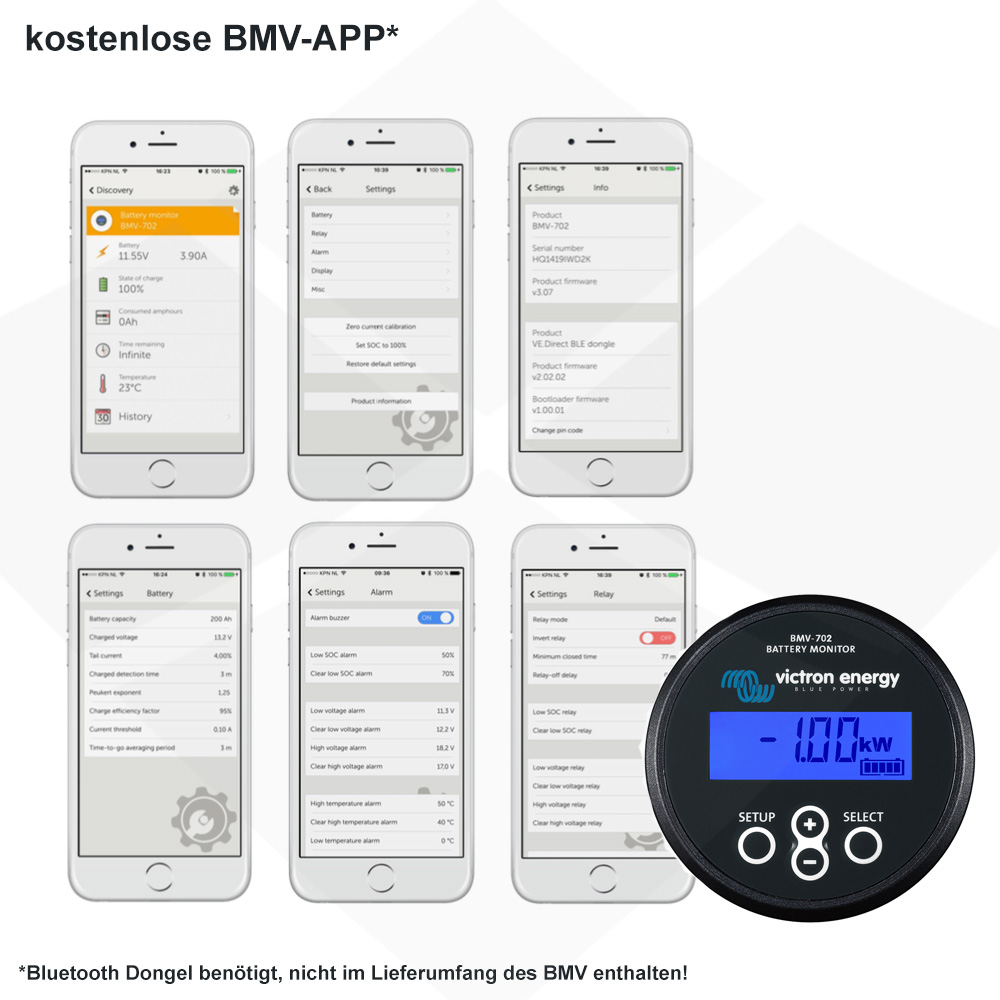 kostenlose BMV-APP*
KPN NL 16:23 100 %
Discovery
Battery monitor
BMV-702
Battery
11.55V 3.90A
State of charge
100%
Consumed amphours
0Ah
Time remaining
Infinite
Temperature
23°C
30 History
KPN NL 16:39 100 %
Back Settings
Battery
Relay
Alarm
Display
Misc
Zero current calibration
Set SOC to 100%
Restore default settings
Product information
KPN NL 16:39 100 %
Settings Info
Product
BMV-702
Serial number
HQ1419IWD2K
Product firmware
v3.07
Product
VE.Direct BLE dongle
Product firmware
v2.02.02
Bootloader firmware
v1.00.01
Change pin code
KPN NL 16:24 100 %
Settings Battery
Battery capacity 200 Ah
Charged voltage 13,2 V
Tail current 4,00%
Charged detection time 3 m
Peukert exponent 1,25
Charge efficiency factor 95%
Current threshold 0,10 A
Time-to-go averaging period 3 m
KPN NL 09:36 100 %
Settings Alarm
Alarm buzzer ON
Low SOC alarm 50%
Clear low SOC alarm 70%
Low voltage alarm 11,3 V
Clear low voltage alarm 12,2 V
High voltage alarm 18,2 V
Clear high voltage alarm 17,0 V
High temperature alarm 50 °C
Clear high temperature alarm 40 °C
Low temperature alarm 0 °C
KPN NL 16:39 100 %
Settings Relay
Relay mode Default
Invert relay OFF
Minimum closed time 77 m
Relay-off delay
Low SOC relay
Clear low SOC relay
Low voltage relay
Clear low voltage relay
High voltage relay
Clear high voltage relay
BMV-702
BATTERY MONITOR
victron energy
BLUE POWER
-1.00 kW
SETUP + SELECT
-
*Bluetooth Dongel benötigt, nicht im Lieferumfang des BMV enthalten!